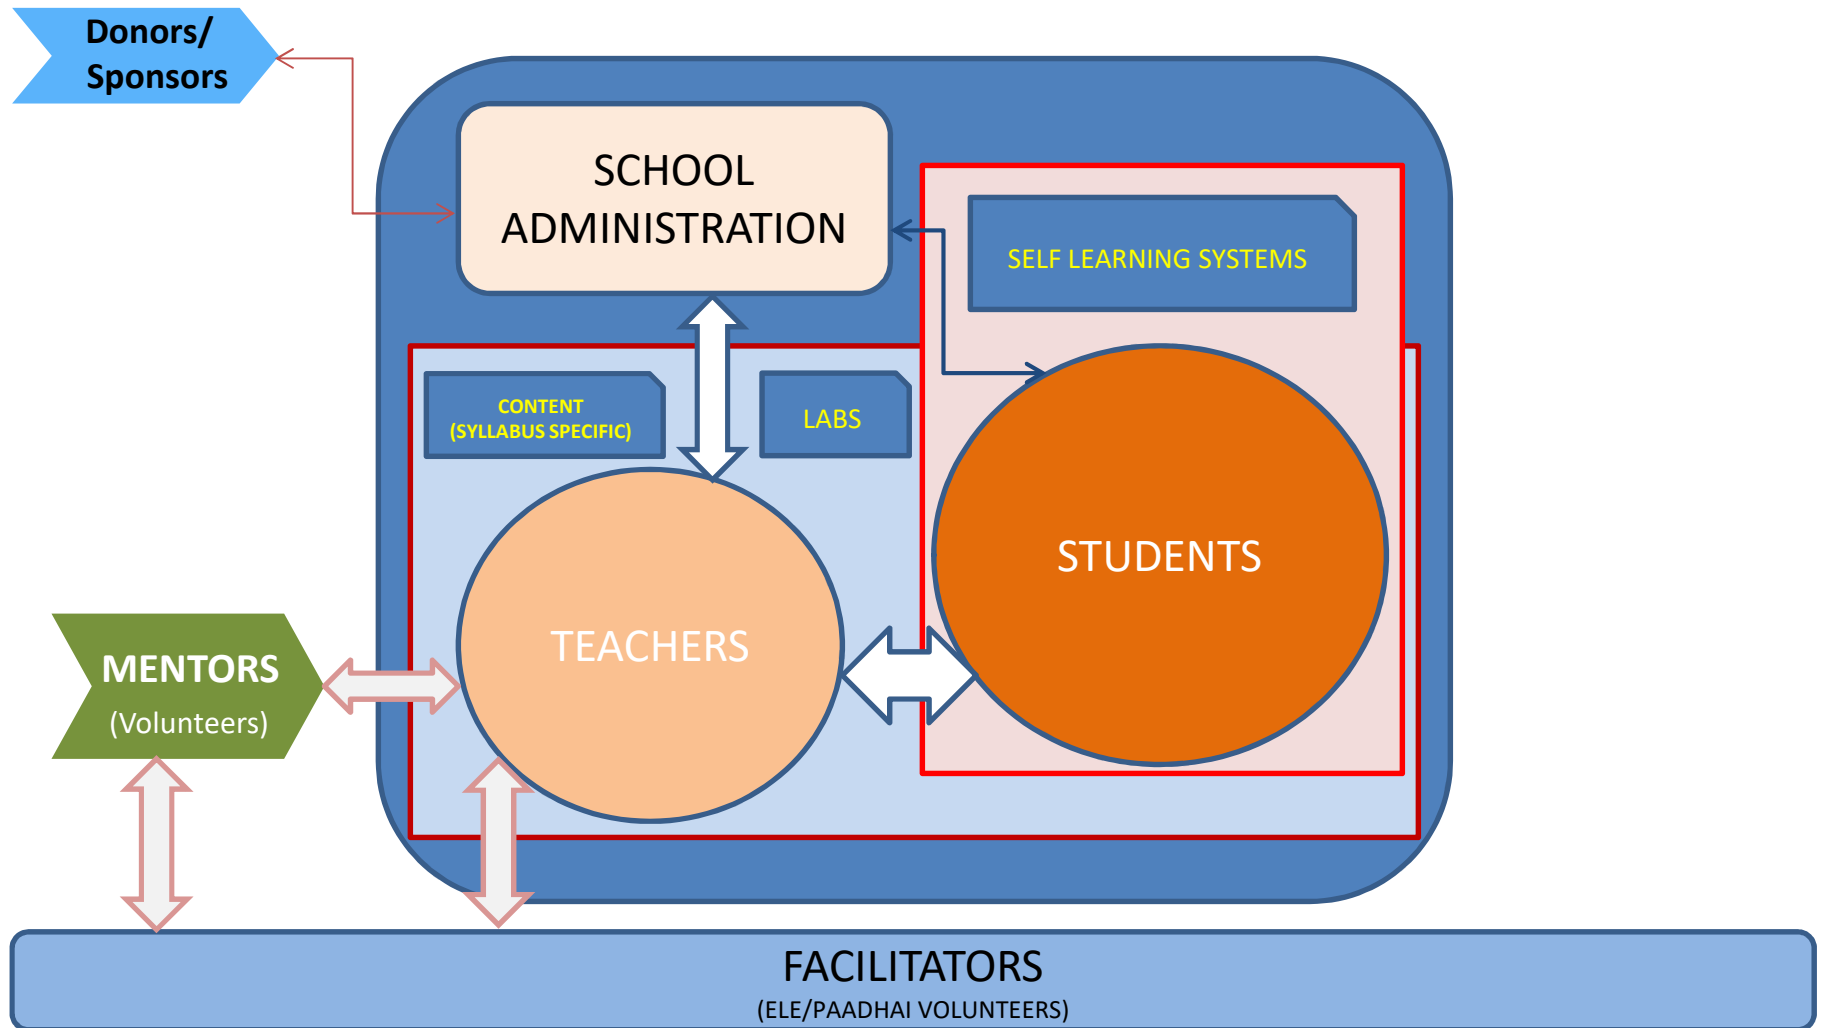 Donors/
Sponsors
SCHOOL
ADMINISTRATION
SELF LEARNING SYSTEMS
CONTENT
(SYLLABUS SPECIFIC)
LABS
STUDENTS
TEACHERS
MENTORS
(Volunteers)
FACILITATORS
(ELE/PAADHAI VOLUNTEERS)